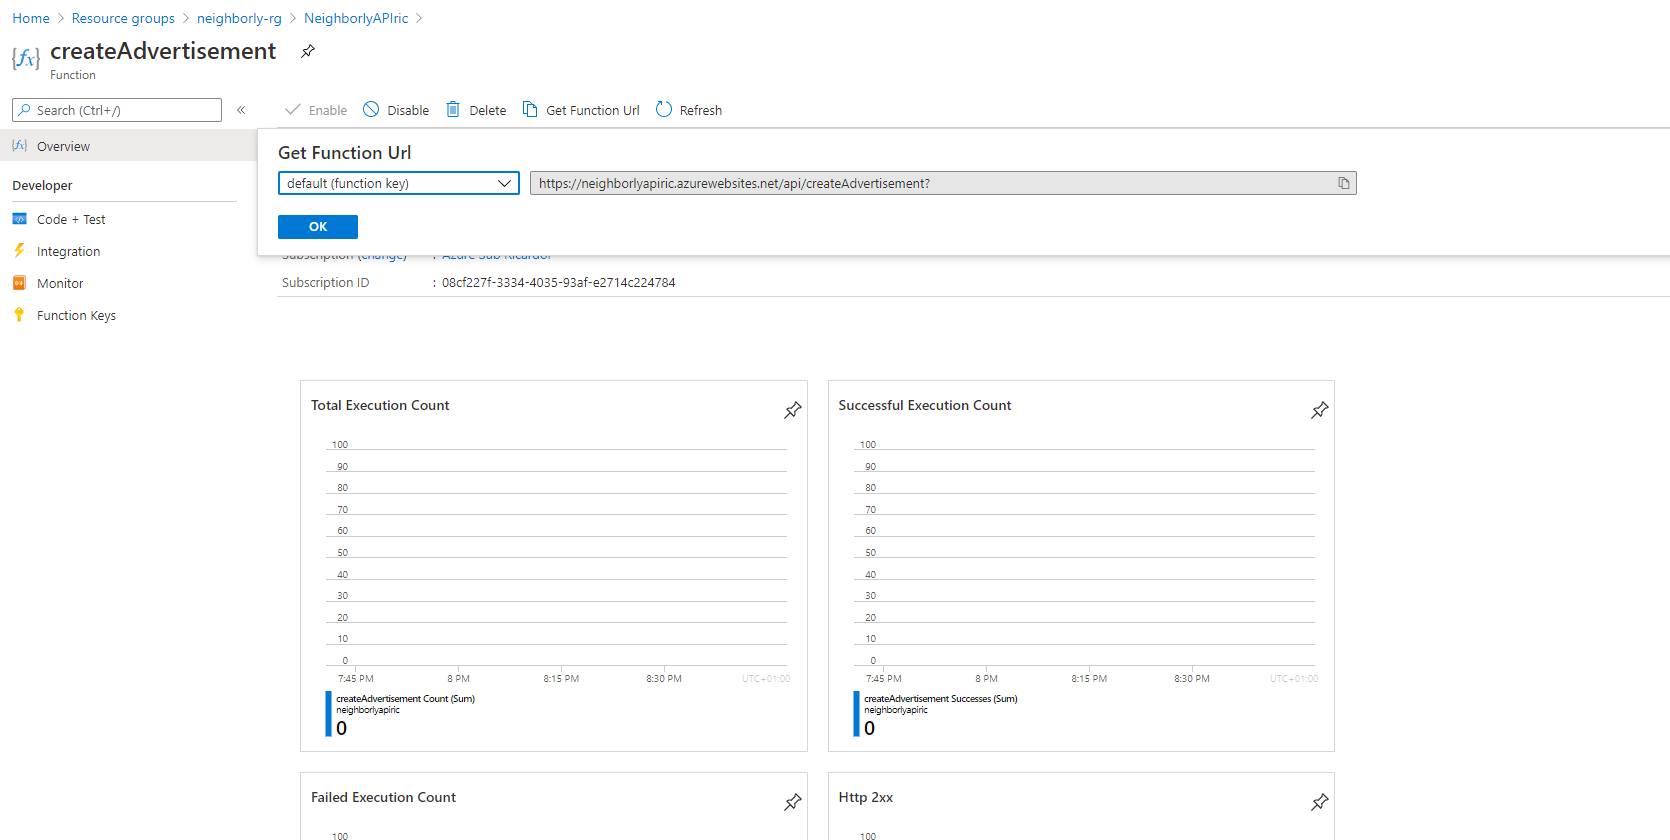 Home > Resource groups > neighborly-rg > NeighborlyAPIric >
{fx} createAdvertisement
Function
Search (Ctrl+/) «
Enable Disable Delete Get Function Url Refresh
{fx} Overview
Developer
Code + Test
Integration
Monitor
Function Keys
Get Function Url
default (function key) https://neighborlyapiric.azurewebsites.net/api/createAdvertisement?
OK
Subscription (change) : Azure Sub Ricardol
Subscription ID : 08cf227f-3334-4035-93af-e2714c224784
Total Execution Count
100
90
80
70
60
50
40
30
20
10
0
7:45 PM 8 PM 8:15 PM 8:30 PM UTC+01:00
createAdvertisement Count (Sum)
neighborlyapiric
0
Successful Execution Count
100
90
80
70
60
50
40
30
20
10
0
7:45 PM 8 PM 8:15 PM 8:30 PM UTC+01:00
createAdvertisement Successes (Sum)
neighborlyapiric
0
Failed Execution Count
100
Http 2xx
100